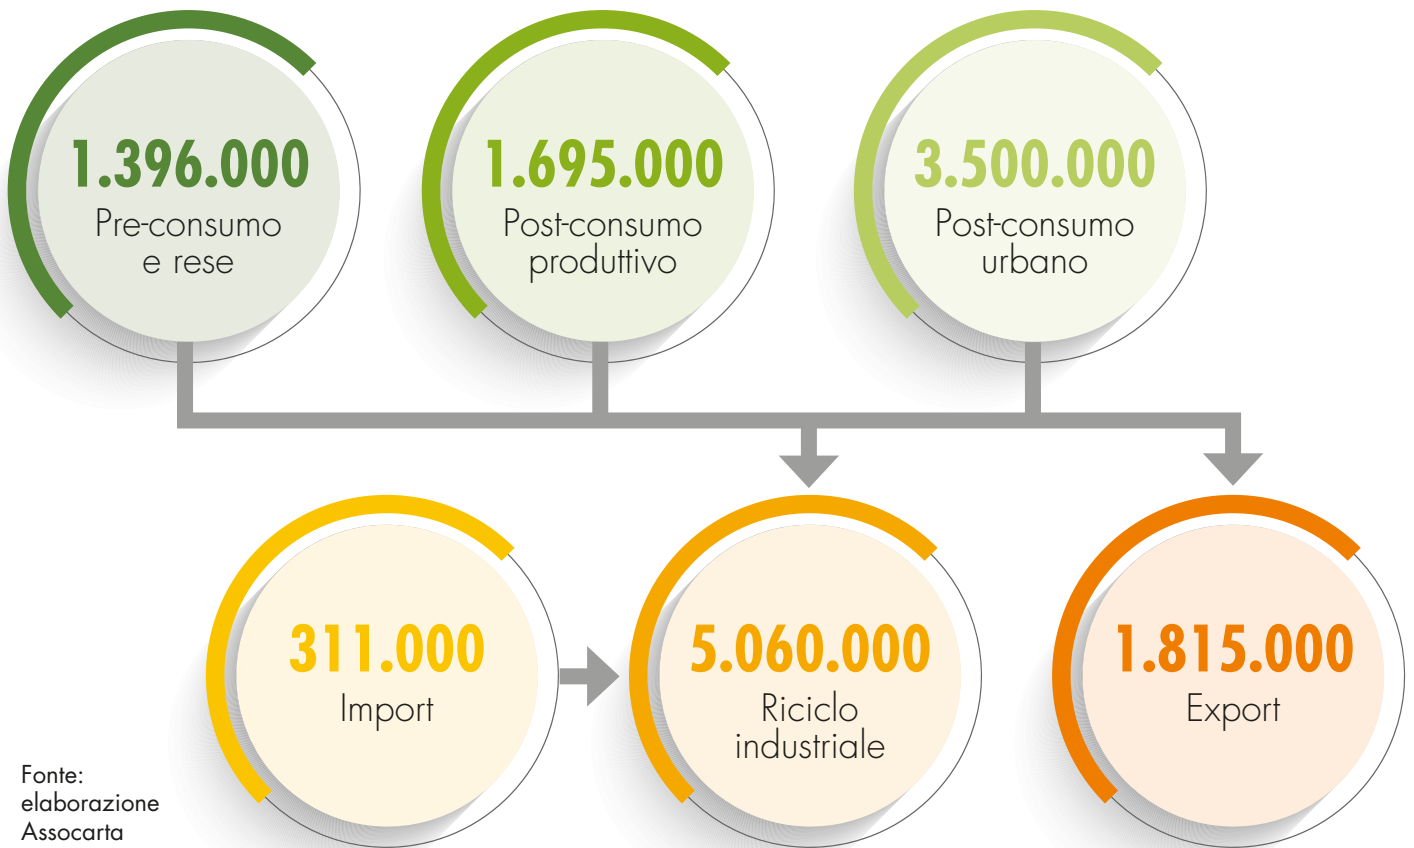 1.396.000
Pre-consumo
e rese
1.695.000
Post-consumo
produttivo
3.500.000
Post-consumo
urbano
311.000
Import
5.060.000
Riciclo
industriale
1.815.000
Export
Fonte:
elaborazione
Assocarta